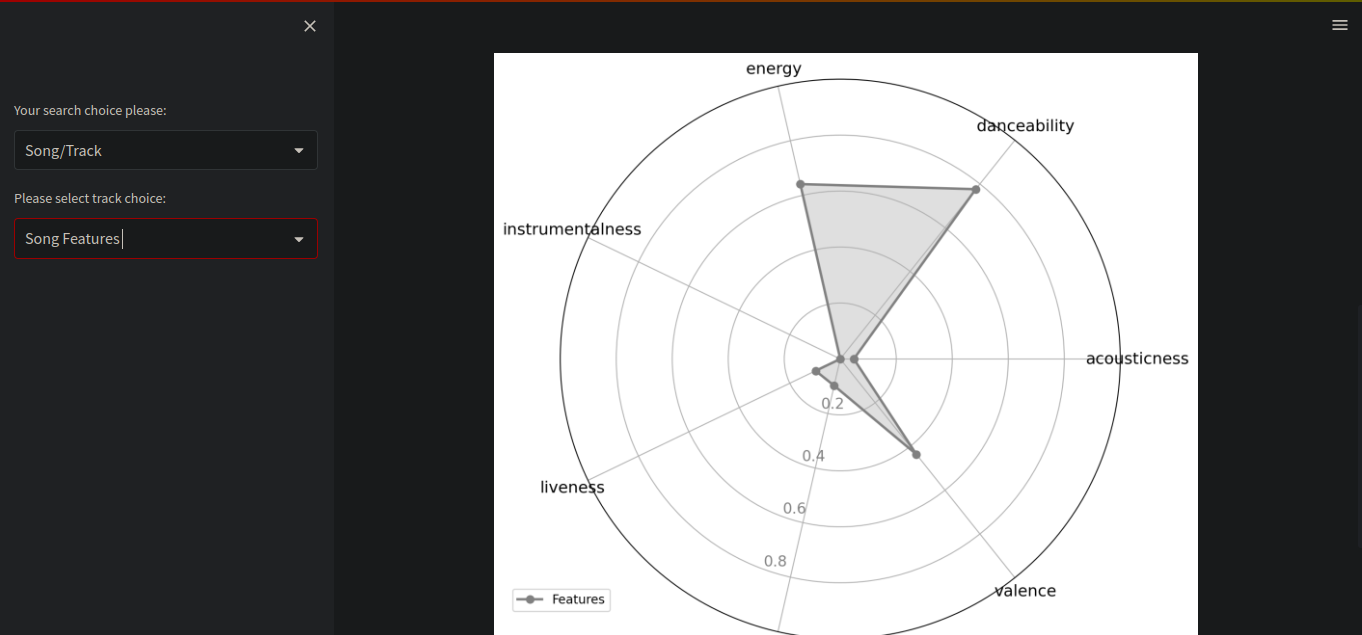 Your search choice please:
Song/Track
Please select track choice:
Song Features
energy
danceability
instrumentalness
acousticness
0.2
0.4
liveness
0.6
0.8
valence
Features